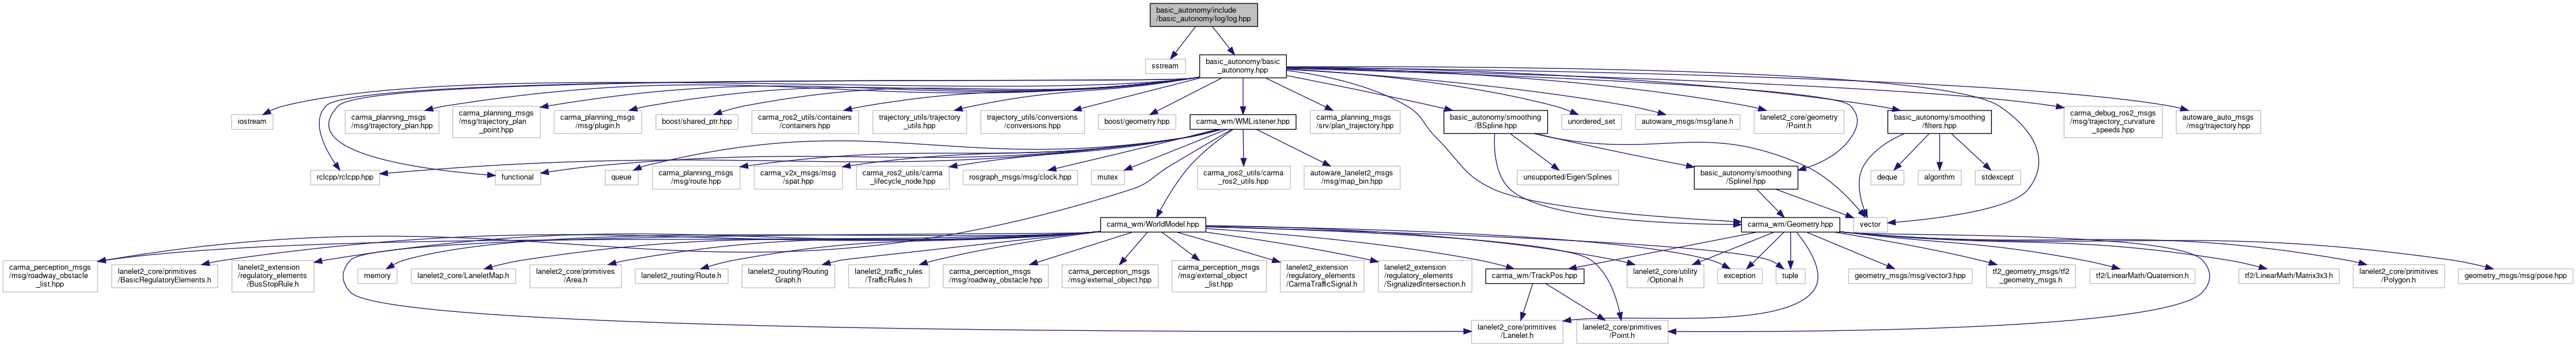 basic_autonomy/include
/basic_autonomy/log/log.hpp
sstream
basic_autonomy/basic
_autonomy.hpp
iostream
carma_planning_msgs
/msg/trajectory_plan.hpp
carma_planning_msgs
/msg/trajectory_plan
_point.hpp
carma_planning_msgs
/msg/plugin.h
boost/shared_ptr.hpp
carma_ros2_utils/containers
/containers.hpp
trajectory_utils/trajectory
_utils.hpp
trajectory_utils/conversions
/conversions.hpp
boost/geometry.hpp
carma_wm/WMListener.hpp
carma_planning_msgs
/srv/plan_trajectory.hpp
basic_autonomy/smoothing
/BSpline.hpp
unordered_set
autoware_msgs/msg/lane.h
lanelet2_core/geometry
/Point.h
basic_autonomy/smoothing
/filters.hpp
carma_debug_ros2_msgs
/msg/trajectory_curvature
_speeds.hpp
autoware_auto_msgs
/msg/trajectory.hpp
rclcpp/rclcpp.hpp
functional
queue
carma_planning_msgs
/msg/route.hpp
carma_v2x_msgs/msg
/spat.hpp
carma_ros2_utils/carma
_lifecycle_node.hpp
rosgraph_msgs/msg/clock.hpp
mutex
carma_ros2_utils/carma
_ros2_utils.hpp
autoware_lanelet2_msgs
/msg/map_bin.hpp
unsupported/Eigen/Splines
basic_autonomy/smoothing
/SplineI.hpp
deque
algorithm
stdexcept
carma_wm/WorldModel.hpp
carma_wm/Geometry.hpp
vector
carma_perception_msgs
/msg/roadway_obstacle
_list.hpp
lanelet2_core/primitives
/BasicRegulatoryElements.h
lanelet2_extension
/regulatory_elements
/BusStopRule.h
memory
lanelet2_core/LaneletMap.h
lanelet2_core/primitives
/Area.h
lanelet2_routing/Route.h
lanelet2_routing/Routing
Graph.h
lanelet2_traffic_rules
/TrafficRules.h
carma_perception_msgs
/msg/roadway_obstacle.hpp
carma_perception_msgs
/msg/external_object.hpp
carma_perception_msgs
/msg/external_object
_list.hpp
lanelet2_extension
/regulatory_elements
/CarmaTrafficSignal.h
lanelet2_extension
/regulatory_elements
/SignalizedIntersection.h
carma_wm/TrackPos.hpp
lanelet2_core/utility
/Optional.h
exception
tuple
geometry_msgs/msg/vector3.hpp
tf2_geometry_msgs/tf2
_geometry_msgs.h
tf2/LinearMath/Quaternion.h
tf2/LinearMath/Matrix3x3.h
lanelet2_core/primitives
/Polygon.h
geometry_msgs/msg/pose.hpp
lanelet2_core/primitives
/Lanelet.h
lanelet2_core/primitives
/Point.h